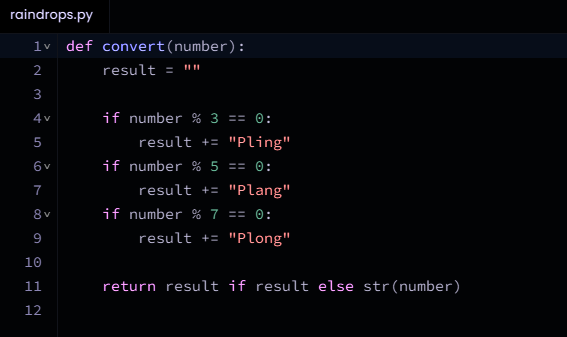 raindrops.py
1 def convert(number):
2     result = ""
3
4     if number % 3 == 0:
5         result += "Pling"
6     if number % 5 == 0:
7         result += "Plang"
8     if number % 7 == 0:
9         result += "Plong"
10
11     return result if result else str(number)
12